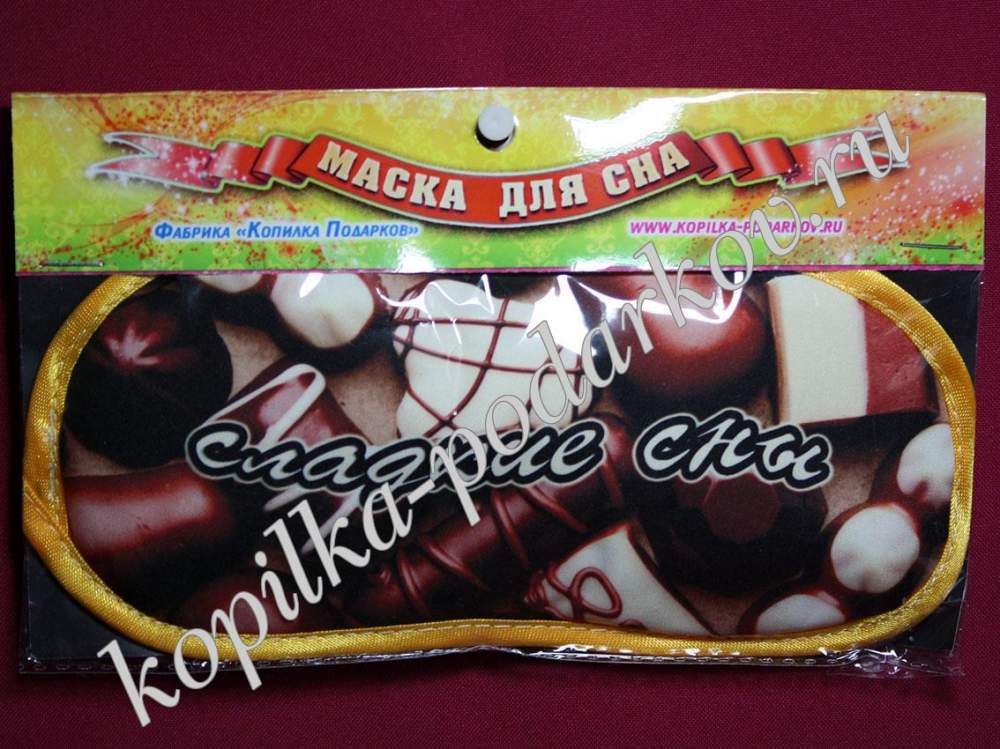 МАСКА ДЛЯ СНА
ФАБРИКА «КОПИЛКА ПОДАРКОВ»
WWW.KOPILKA-PODARKOV.RU
сладкие сны
kopilka-podarkov.ru